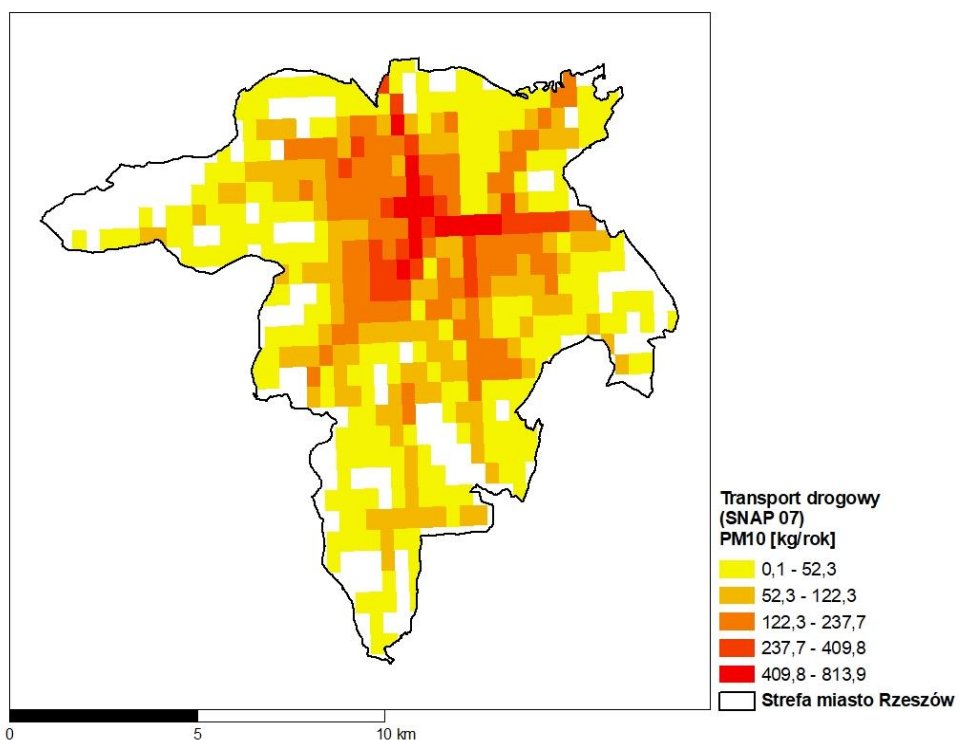 Transport drogowy
(SNAP 07)
PM10 [kg/rok]
0,1 - 52,3
52,3 - 122,3
122,3 - 237,7
237,7 - 409,8
409,8 - 813,9
Strefa miasto Rzeszów
0 5 10 km